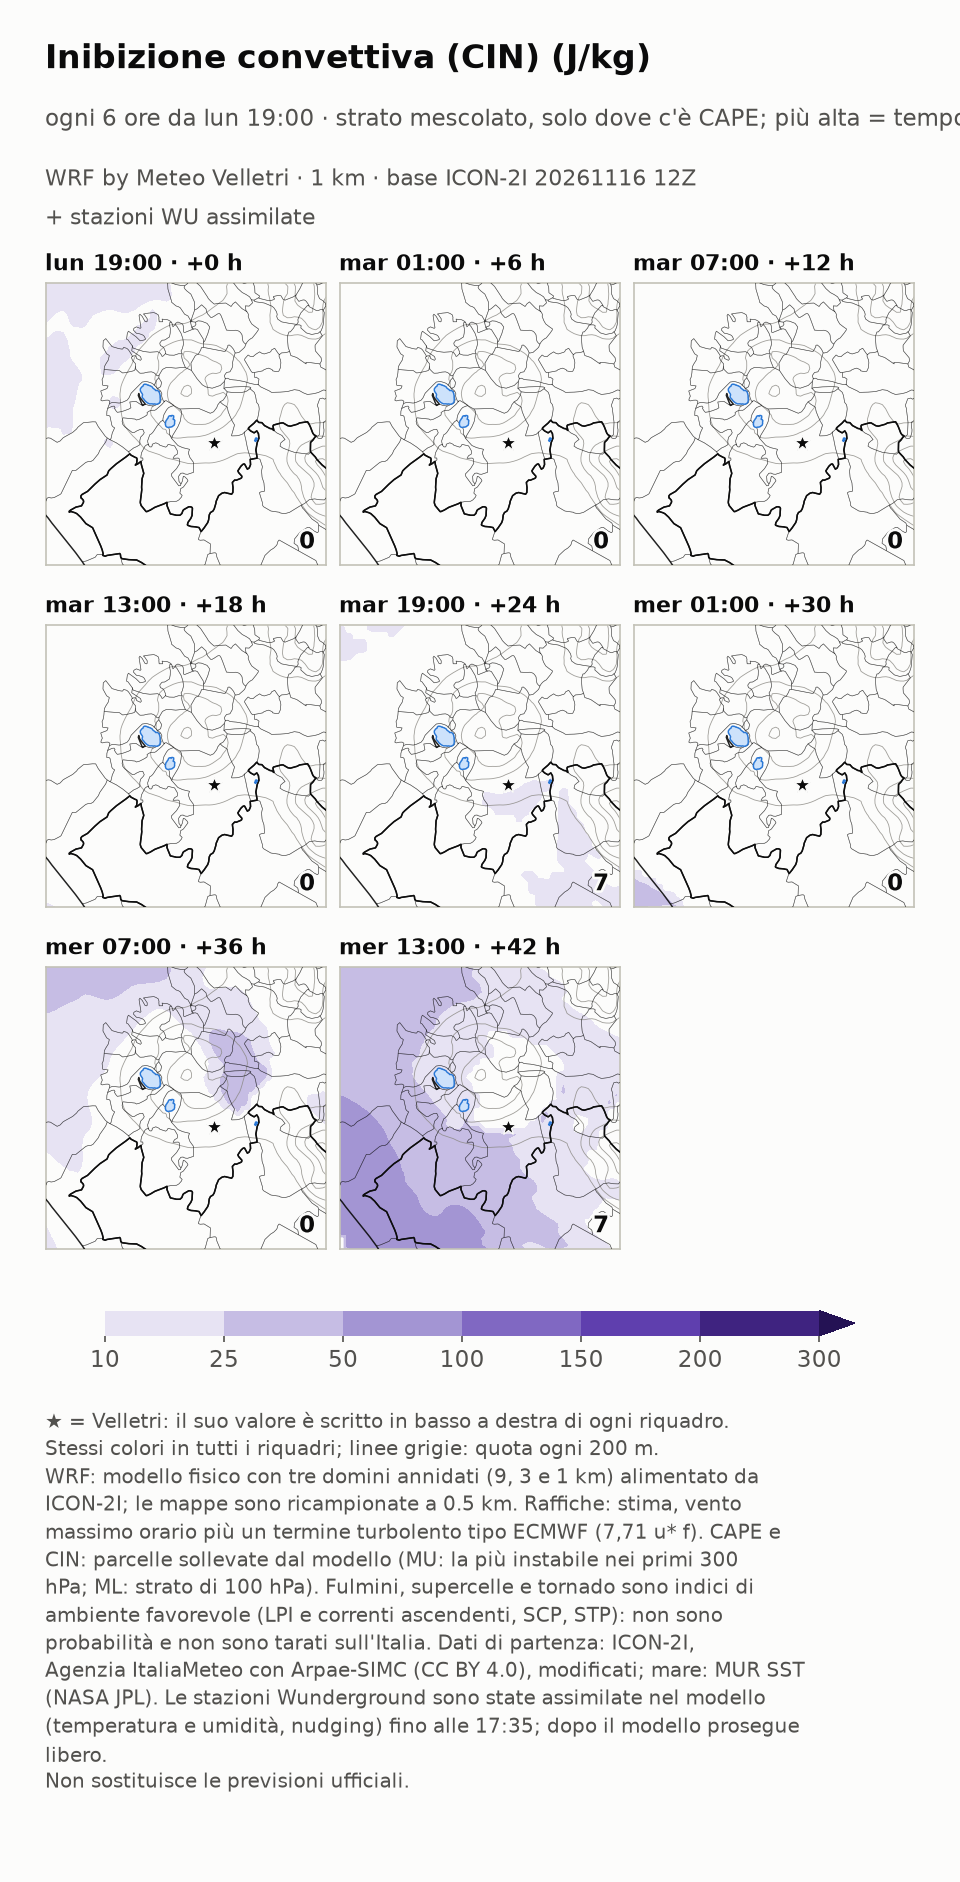 Inibizione convettiva (CIN) (J/kg)
ogni 6 ore da lun 19:00 · strato mescolato, solo dove c'è CAPE; più alta = tempo
WRF by Meteo Velletri · 1 km · base ICON-2I 20261116 12Z
+ stazioni WU assimilate
lun 19:00 · +0 h
mar 01:00 · +6 h
mar 07:00 · +12 h
0
0
0
mar 13:00 · +18 h
mar 19:00 · +24 h
mer 01:00 · +30 h
0
7
0
mer 07:00 · +36 h
mer 13:00 · +42 h
0
7
10 25 50 100 150 200 300
★ = Velletri: il suo valore è scritto in basso a destra di ogni riquadro.
Stessi colori in tutti i riquadri; linee grigie: quota ogni 200 m.
WRF: modello fisico con tre domini annidati (9, 3 e 1 km) alimentato da
ICON-2I; le mappe sono ricampionate a 0.5 km. Raffiche: stima, vento
massimo orario più un termine turbolento tipo ECMWF (7,71 u* f). CAPE e
CIN: parcelle sollevate dal modello (MU: la più instabile nei primi 300
hPa; ML: strato di 100 hPa). Fulmini, supercelle e tornado sono indici di
ambiente favorevole (LPI e correnti ascendenti, SCP, STP): non sono
probabilità e non sono tarati sull'Italia. Dati di partenza: ICON-2I,
Agenzia ItaliaMeteo con Arpae-SIMC (CC BY 4.0), modificati; mare: MUR SST
(NASA JPL). Le stazioni Wunderground sono state assimilate nel modello
(temperatura e umidità, nudging) fino alle 17:35; dopo il modello prosegue
libero.
Non sostituisce le previsioni ufficiali.